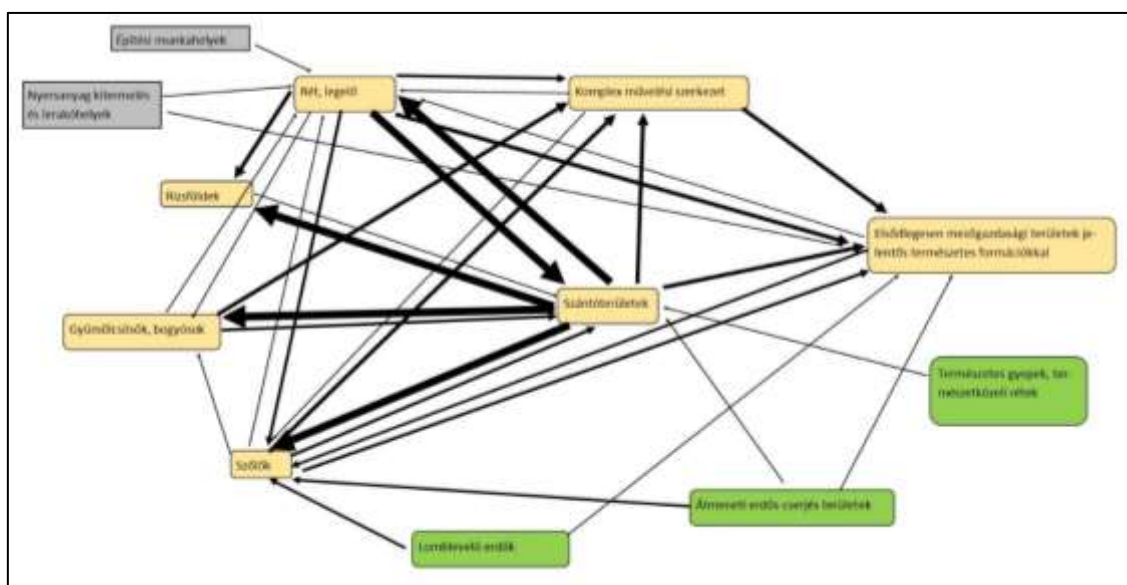 Építési munkahelyek
Nyersanyag kitermelés
és lerakóhelyek
Rét, legelő
Komplex művelési szerkezet
Rizsföldek
Elsődlegesen mezőgazdasági területek je-
lentős természetes formációkkal
Szántóterületek
Gyümölcsösök, bogyósok
Természetes gyepek, ter-
mészetközeli rétek
Szőlők
Átmeneti erdős cserjés területek
Lomblevelű erdők